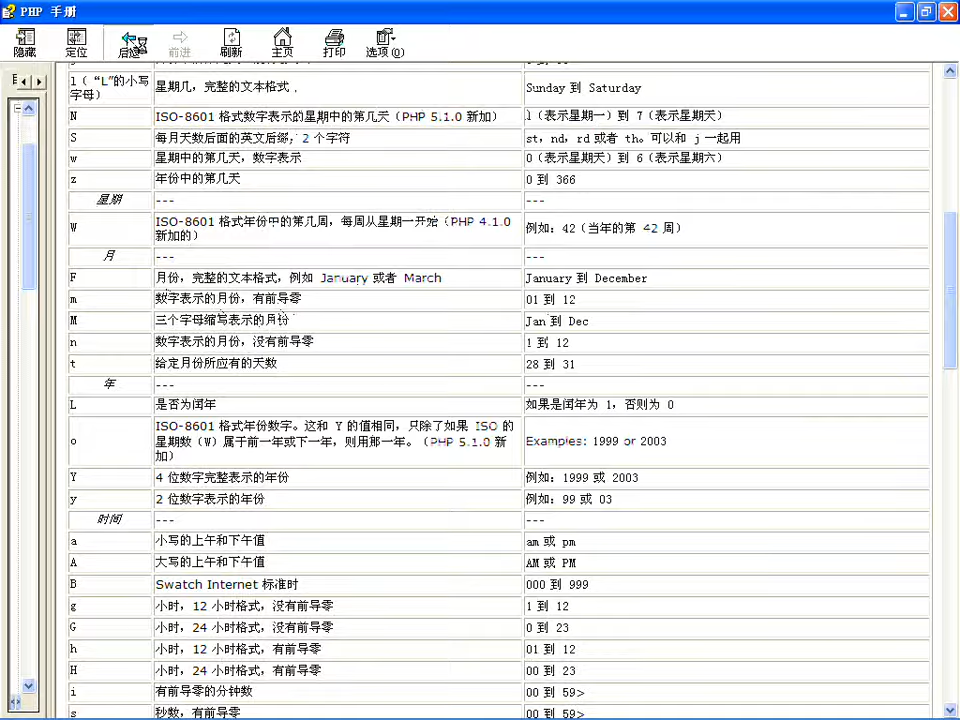 PHP 手册
隐藏 定位 后退 前进 刷新 主页 打印 选项(O)
l（“L”的小写字母） 星期几，完整的文本格式 Sunday 到 Saturday
N ISO-8601 格式数字表示的星期中的第几天（PHP 5.1.0 新加） 1（表示星期一）到 7（表示星期天）
S 每月天数后面的英文后缀，2 个字符 st，nd，rd 或者 th。可以和 j 一起用
w 星期中的第几天，数字表示 0（表示星期天）到 6（表示星期六）
z 年份中的第几天 0 到 366
星期 --- ---
W ISO-8601 格式年份中的第几周，每周从星期一开始（PHP 4.1.0 新加的） 例如：42（当年的第 42 周）
月 --- ---
F 月份，完整的文本格式，例如 January 或者 March January 到 December
m 数字表示的月份，有前导零 01 到 12
M 三个字母缩写表示的月份 Jan 到 Dec
n 数字表示的月份，没有前导零 1 到 12
t 给定月份所应有的天数 28 到 31
年 --- ---
L 是否为闰年 如果是闰年为 1，否则为 0
o ISO-8601 格式年份数字。这和 Y 的值相同，只除了如果 ISO 的星期数（W）属于前一年或下一年，则用那一年。（PHP 5.1.0 新加） Examples: 1999 or 2003
Y 4 位数字完整表示的年份 例如：1999 或 2003
y 2 位数字表示的年份 例如：99 或 03
时间 --- ---
a 小写的上午和下午值 am 或 pm
A 大写的上午和下午值 AM 或 PM
B Swatch Internet 标准时 000 到 999
g 小时，12 小时格式，没有前导零 1 到 12
G 小时，24 小时格式，没有前导零 0 到 23
h 小时，12 小时格式，有前导零 01 到 12
H 小时，24 小时格式，有前导零 00 到 23
i 有前导零的分钟数 00 到 59>
s 秒数，有前导零 00 到 59>